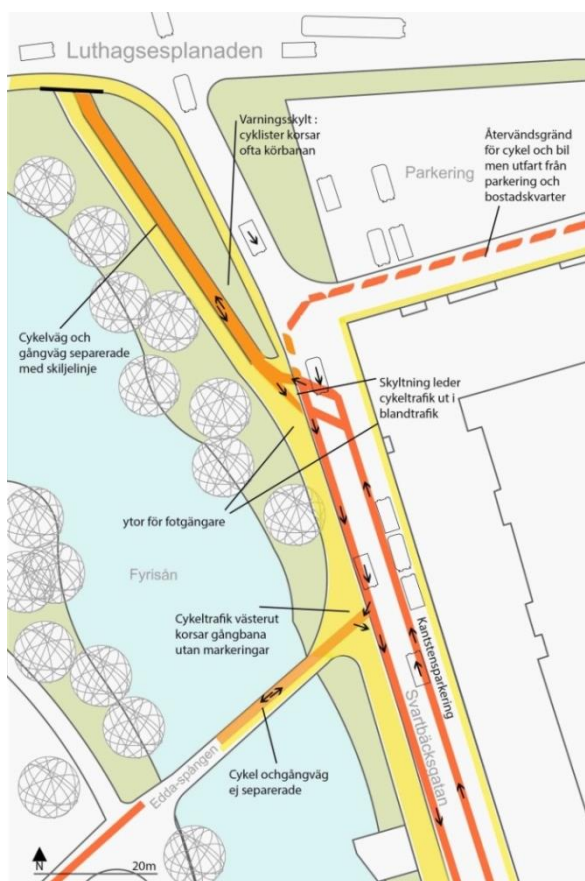 Luthagsesplanaden
Varningsskylt :
cyklister korsar
ofta körbanan
Återvändsgränd
för cykel och bil
men utfart från
parkering och
bostadskvarter
Parkering
Cykelväg och
gångväg separerade
med skiljelinje
Skyltning leder
cykeltrafik ut i
blandtrafik
ytor för fotgängare
Fyrisån
Cykeltrafik västerut
korsar gångbana
utan markeringar
Kantstensparkering
Svartbäcksgatan
Cykel ochgångväg
ej separerade
Edda-spången
N
20m